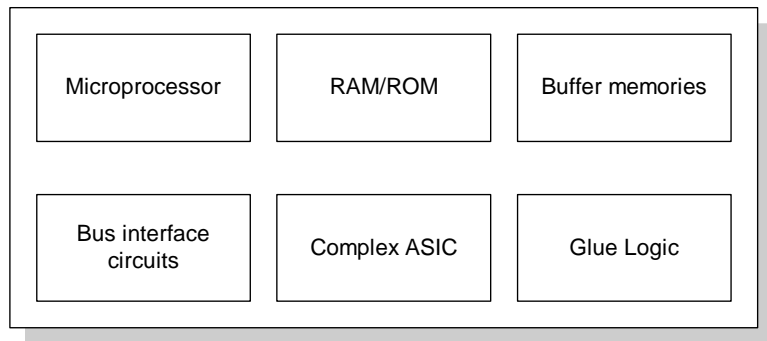 Microprocessor
RAM/ROM
Buffer memories
Bus interface
circuits
Complex ASIC
Glue Logic